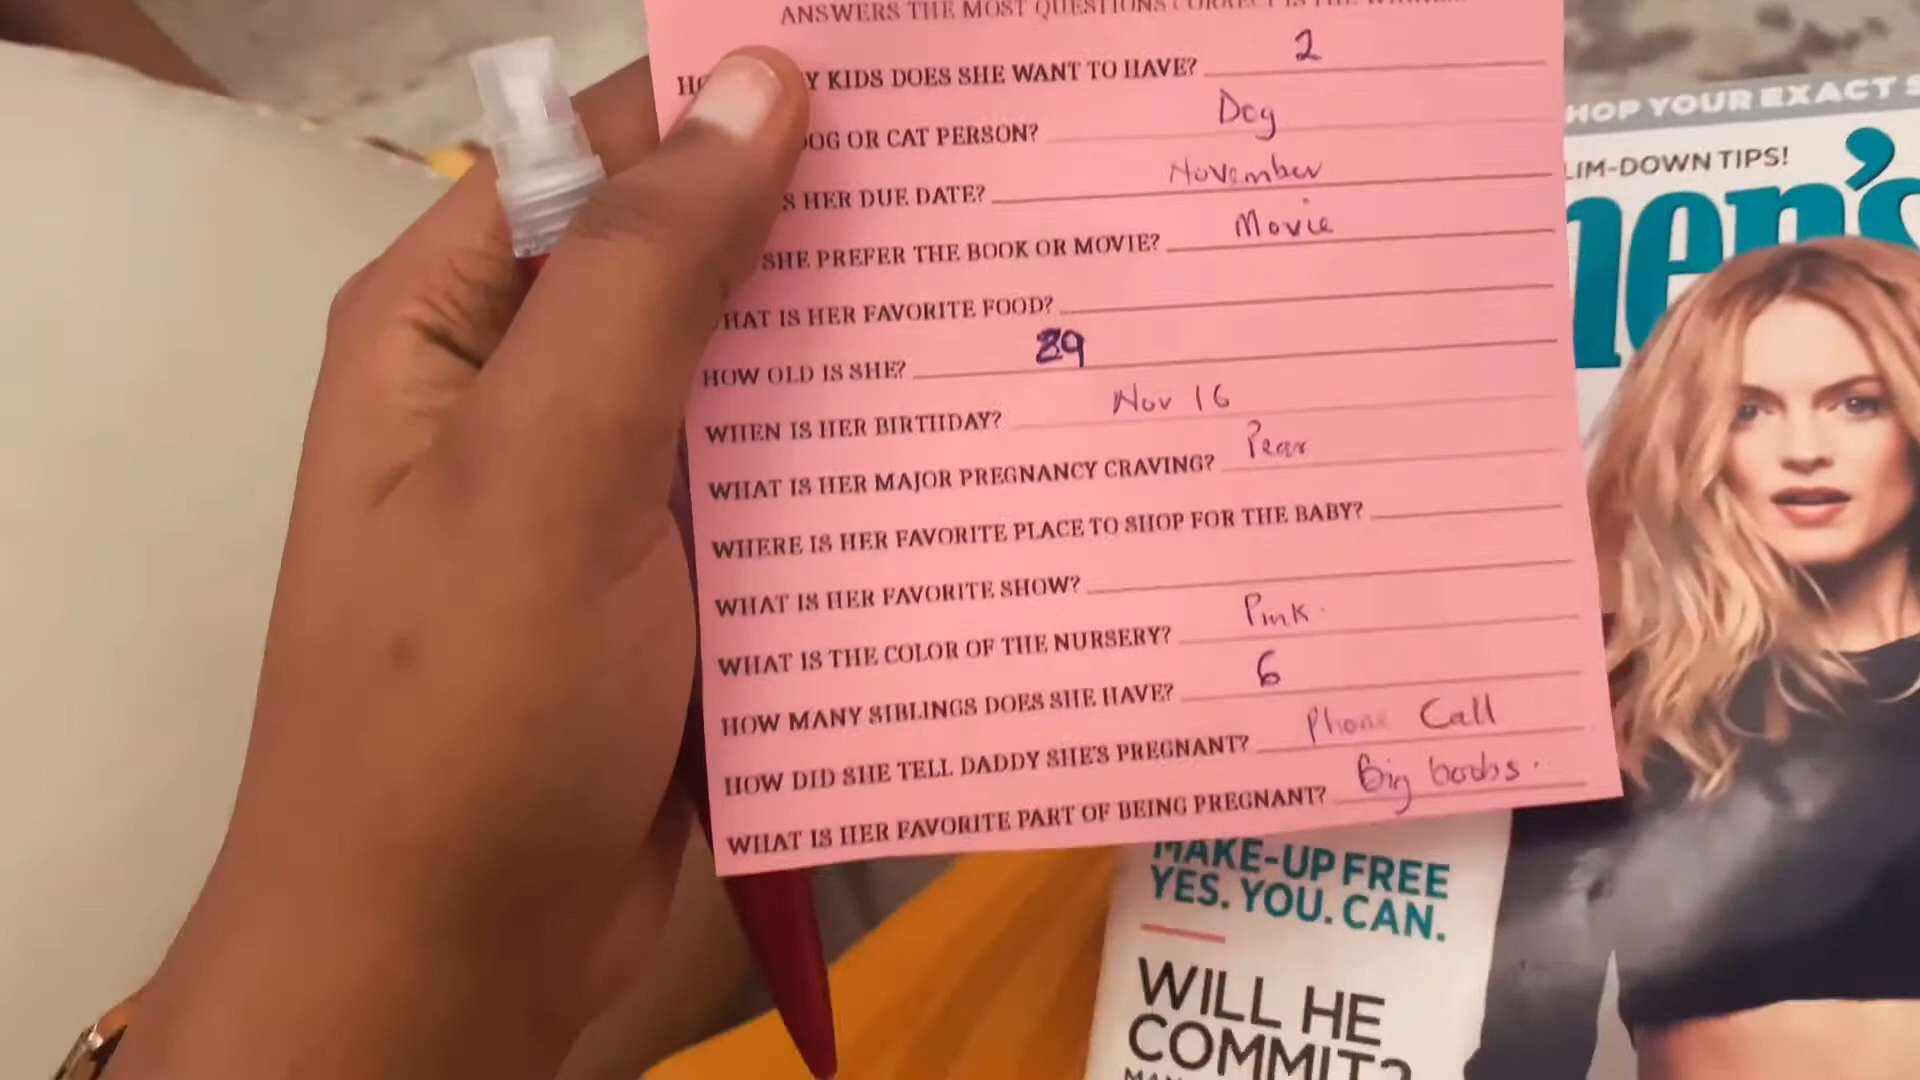 ANSWERS THE MOST QUESTIONS CORRECT IS THE
Y KIDS DOES SHE WANT TO HAVE? 2
OG OR CAT PERSON? Dog
S HER DUE DATE? November
SHE PREFER THE BOOK OR MOVIE? Movie
HAT IS HER FAVORITE FOOD?
HOW OLD IS SHE? 29
WHEN IS HER BIRTHDAY? Nov 16
WHAT IS HER MAJOR PREGNANCY CRAVING? Pear
WHERE IS HER FAVORITE PLACE TO SHOP FOR THE BABY?
WHAT IS HER FAVORITE SHOW?
WHAT IS THE COLOR OF THE NURSERY? Pink.
HOW MANY SIBLINGS DOES SHE HAVE? 6
HOW DID SHE TELL DADDY SHE'S PREGNANT? Phone Call
WHAT IS HER FAVORITE PART OF BEING PREGNANT? Big boobs.
HOP YOUR EXACT S
LIM-DOWN TIPS!
men's
MAKE-UP FREE
YES. YOU. CAN.
WILL HE
COMMIT?